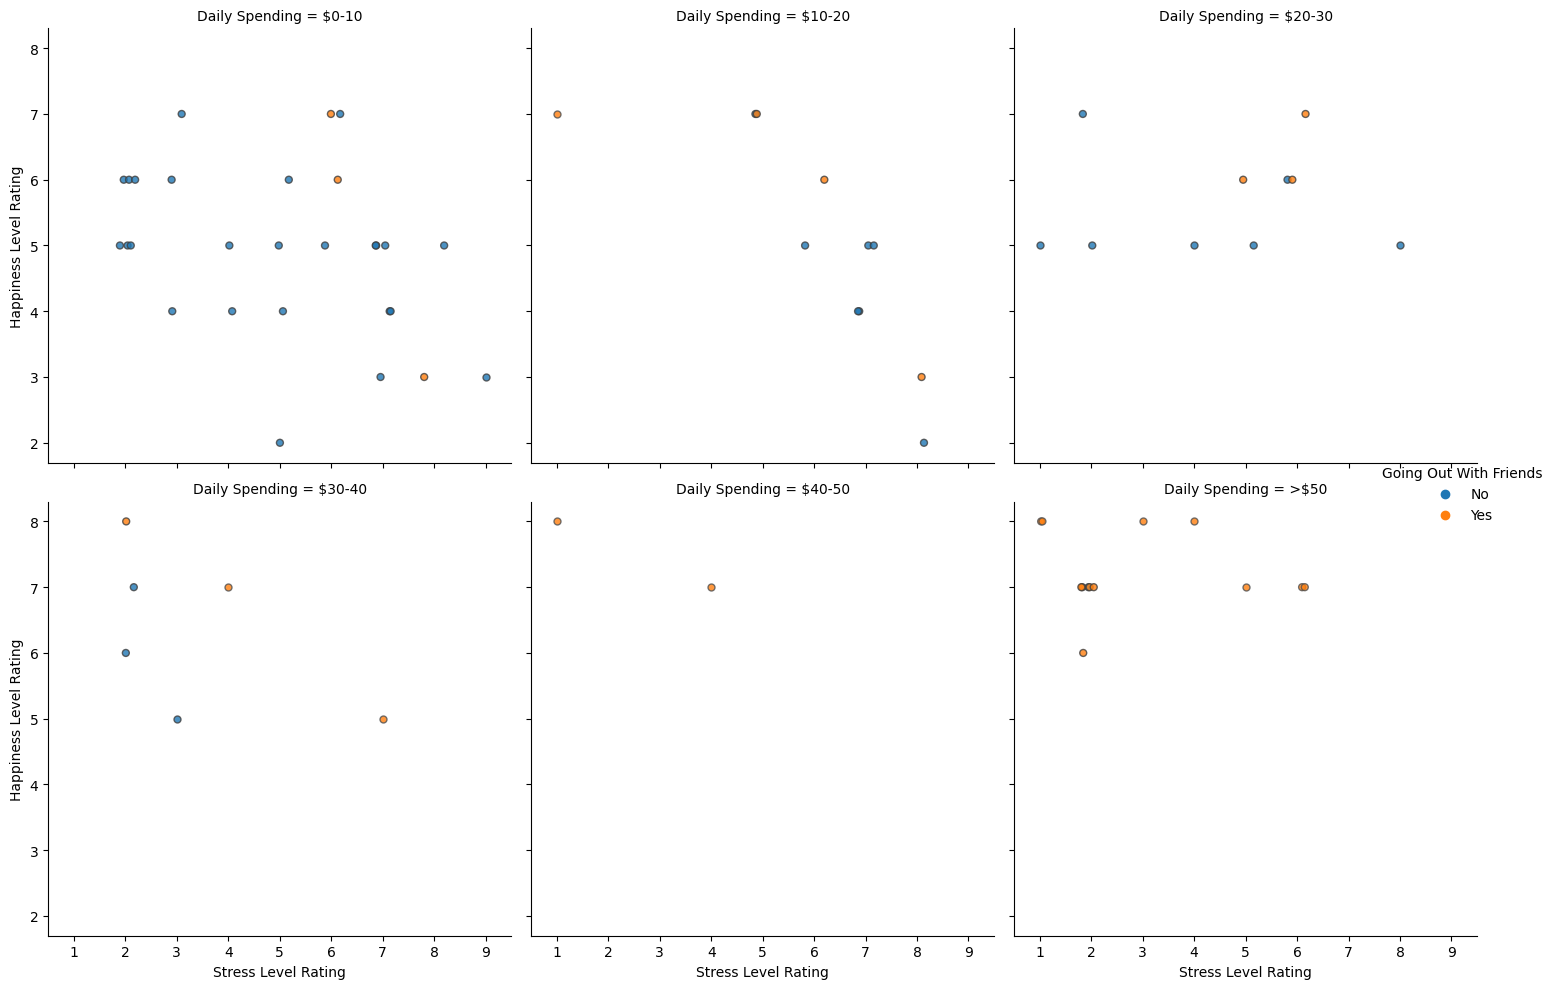 Daily Spending = $0-10
Daily Spending = $10-20
Daily Spending = $20-30
8
7
6
5
4
3
2
Happiness Level Rating
Going Out With Friends
No
Yes
Daily Spending = $30-40
Daily Spending = $40-50
Daily Spending = >$50
8
7
6
5
4
3
2
Happiness Level Rating
1 2 3 4 5 6 7 8 9
1 2 3 4 5 6 7 8 9
1 2 3 4 5 6 7 8 9
Stress Level Rating
Stress Level Rating
Stress Level Rating